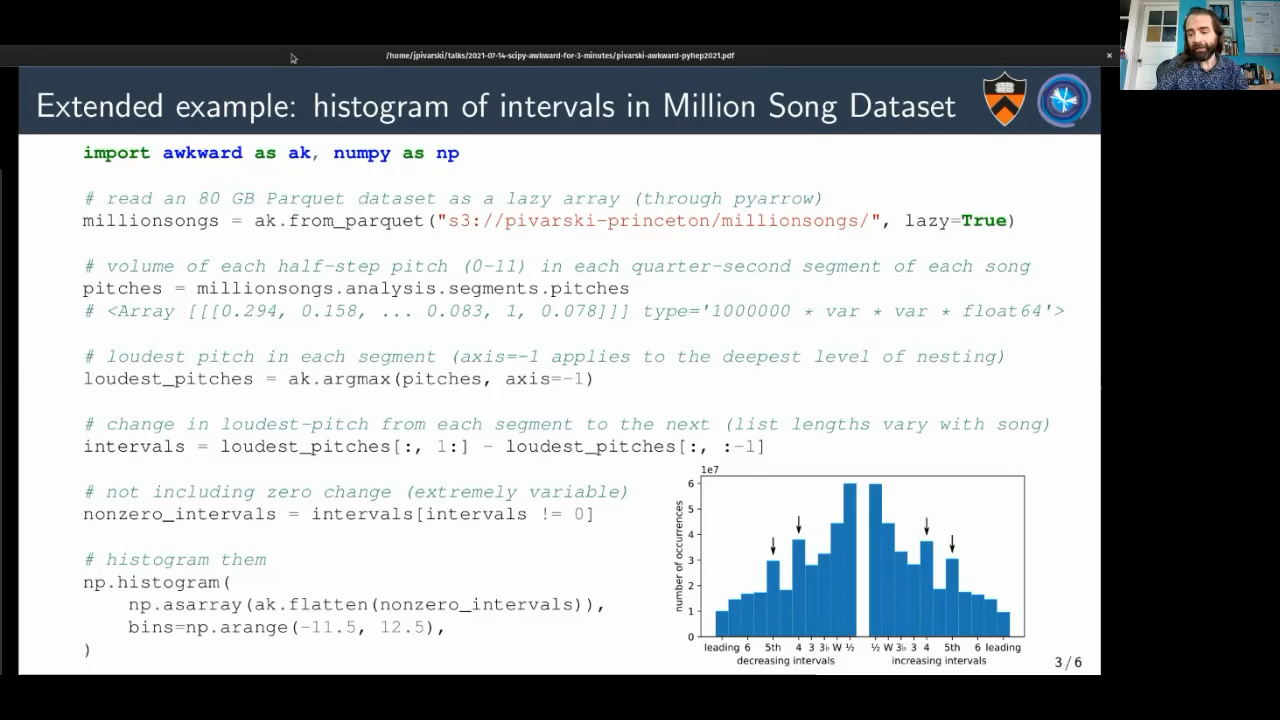 /home/jpivarski/talks/2021-07-14-scipy-awkward-for-3-minutes/pivarski-awkward-pyhep2021.pdf
×
Extended example: histogram of intervals in Million Song Dataset
import awkward as ak, numpy as np
# read an 80 GB Parquet dataset as a lazy array (through pyarrow)
millionsongs = ak.from_parquet("s3://pivarski-princeton/millionsongs/", lazy=True)
# volume of each half-step pitch (0-11) in each quarter-second segment of each song
pitches = millionsongs.analysis.segments.pitches
# <Array [[[0.294, 0.158, ... 0.083, 1, 0.078]]] type='1000000 * var * var * float64'>
# loudest pitch in each segment (axis=-1 applies to the deepest level of nesting)
loudest_pitches = ak.argmax(pitches, axis=-1)
# change in loudest-pitch from each segment to the next (list lengths vary with song)
intervals = loudest_pitches[:, 1:] - loudest_pitches[:, :-1]
# not including zero change (extremely variable)
nonzero_intervals = intervals[intervals != 0]
# histogram them
np.histogram(
np.asarray(ak.flatten(nonzero_intervals)),
bins=np.arange(-11.5, 12.5),
)
1e7
6
5
4
3
2
1
0
number of occurrences
leading 6 5th 4 3 3♭ W ½ ½ W 3♭ 3 4 5th 6 leading
decreasing intervals increasing intervals
3/6